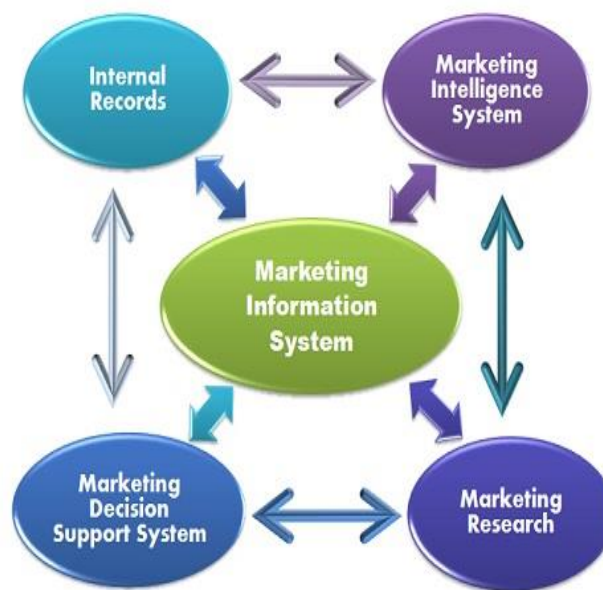 Internal
Records
Marketing
Intelligence
System
Marketing
Information
System
Marketing
Decision
Support System
Marketing
Research